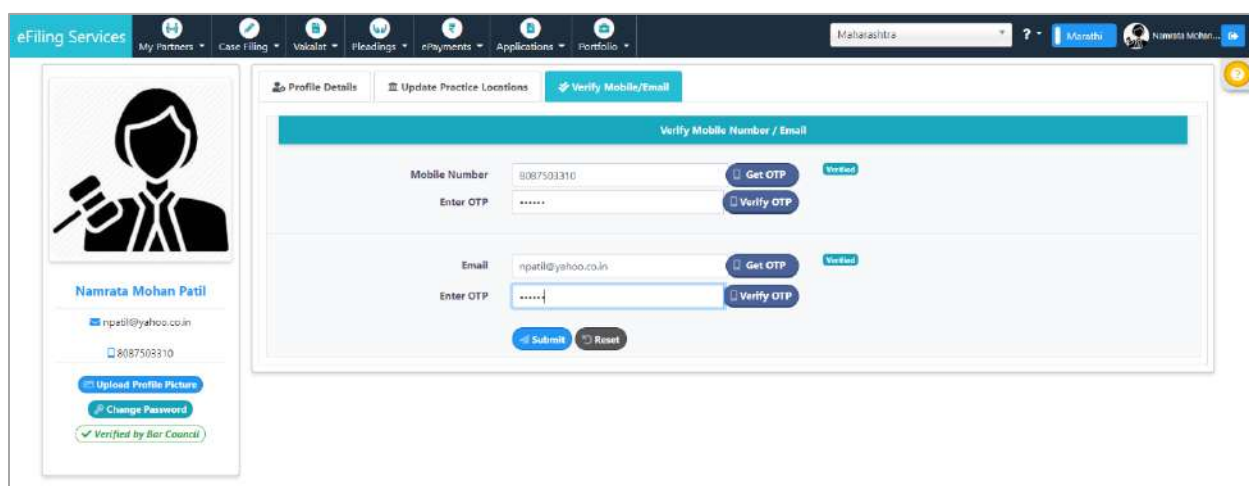 eFiling Services
My Partners Case Filing Vakalat Pleadings ePayments Applications Portfolio
Maharashtra
? Marathi Namrata Mohan...
Profile Details Update Practice Locations Verify Mobile/Email
Verify Mobile Number / Email
Mobile Number 8087503310 Get OTP Verified
Enter OTP •••••• Verify OTP
Email npatil@yahoo.co.in Get OTP Verified
Enter OTP •••••• Verify OTP
Submit Reset
Namrata Mohan Patil
npatil@yahoo.co.in
8087503310
Upload Profile Picture
Change Password
Verified by Bar Council